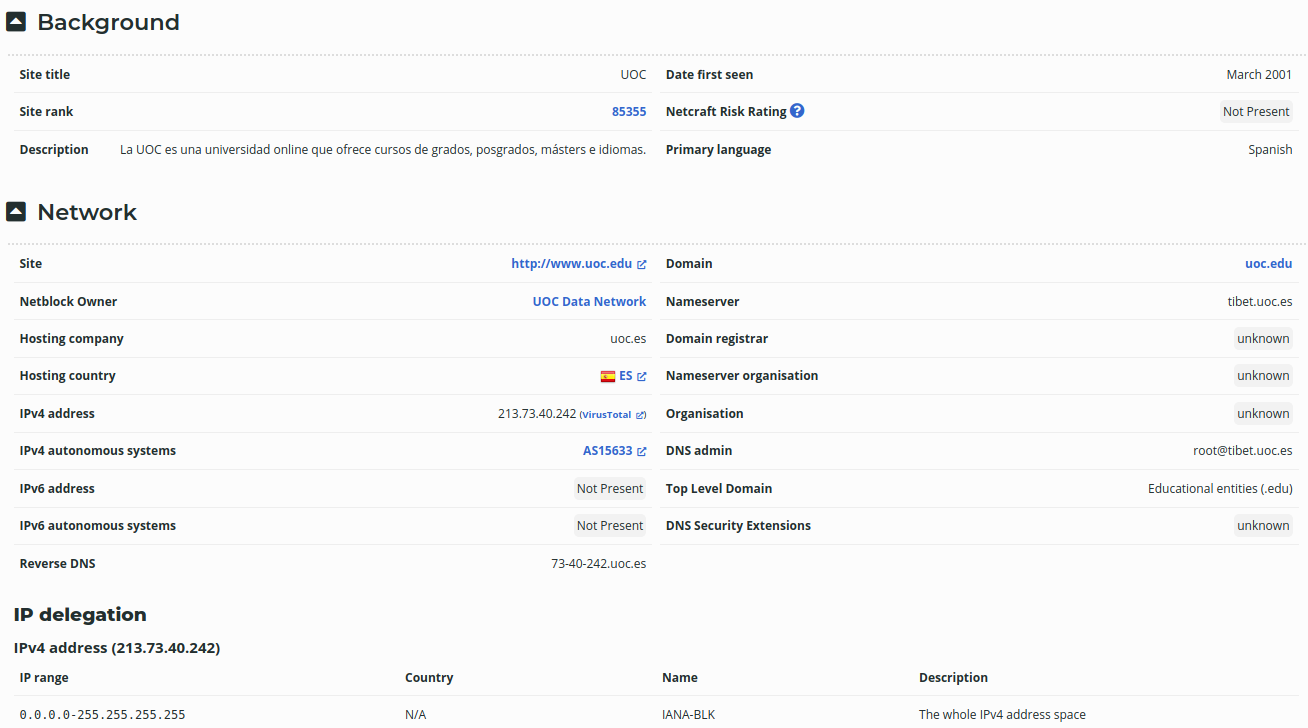 Background
Site title UOC Date first seen March 2001
Site rank 85355 Netcraft Risk Rating ? Not Present
Description La UOC es una universidad online que ofrece cursos de grados, posgrados, másters e idiomas. Primary language Spanish
Network
Site http://www.uoc.edu Domain uoc.edu
Netblock Owner UOC Data Network Nameserver tibet.uoc.es
Hosting company uoc.es Domain registrar unknown
Hosting country ES Nameserver organisation unknown
IPv4 address 213.73.40.242 (VirusTotal) Organisation unknown
IPv4 autonomous systems AS15633 DNS admin root@tibet.uoc.es
IPv6 address Not Present Top Level Domain Educational entities (.edu)
IPv6 autonomous systems Not Present DNS Security Extensions unknown
Reverse DNS 73-40-242.uoc.es
IP delegation
IPv4 address (213.73.40.242)
IP range Country Name Description
0.0.0.0-255.255.255.255 N/A IANA-BLK The whole IPv4 address space